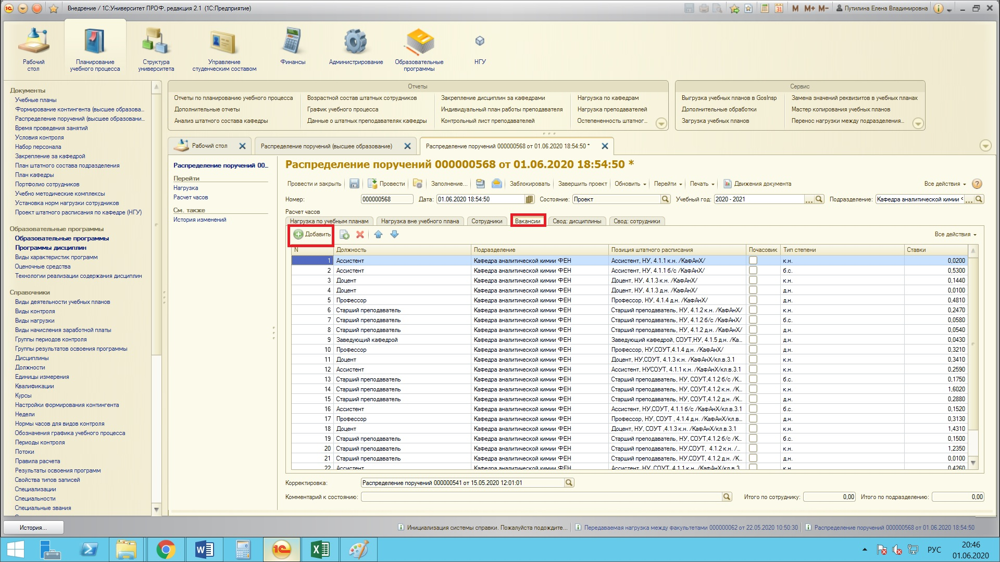 Внедрение / 1С:Университет ПРОФ, редакция 2.1 (1С:Предприятие)
M M+ M- Путилина Елена Владимировна
Рабочий стол
Планирование учебного процесса
Структура университета
Управление студенческим составом
Финансы
Администрирование
Образовательные программы
НГУ
Документы
Учебные планы
Формирование контингента (высшее образова...
Распределение поручений (высшее образовани...
Время проведения занятий
Условия контроля
Набор персонала
Закрепление за кафедрой
План штатного состава подразделения
План кафедры
Портфолио сотрудников
Учебно методические комплексы
Установка норм нагрузки сотрудников
Проект штатного расписания по кафедре (НГУ)
Образовательные программы
Образовательные программы
Программы дисциплин
Виды характеристик программ
Оценочные средства
Технологии реализации содержания дисциплин
Справочники
Виды деятельности учебных планов
Виды контроля
Виды нагрузки
Виды начисления заработной платы
Группы периодов контроля
Группы результатов освоения программы
Дисциплины
Должности
Единицы измерения
Квалификации
Курсы
Настройки формирования контингента
Недели
Нормы часов для видов контроля
Обозначения графика учебного процесса
Периоды контроля
Потоки
Правила расчета
Результаты освоения программ
Свойства типов записей
Специализации
Специальности
Специальные звания
Отчеты
Отчеты по планированию учебного процесса
Дополнительные отчеты
Анализ штатного состава кафедры
Возрастной состав штатных сотрудников
График учебного процесса
Данные о штатных преподавателях кафедры
Закрепление дисциплин за кафедрами
Индивидуальный план работы преподавателя
Контрольный лист преподавателей
Нагрузка по кафедрам
Нагрузка преподавателей
Остепененность штатног...
Сервис
Выгрузка учебных планов в GosInsp
Дополнительные обработки
Загрузка учебных планов
Замена значений реквизитов в учебных планах
Мастер копирования учебных планов
Перенос нагрузки между подразделения...
Рабочий стол
Распределение поручений (высшее образование)
Распределение поручений 000000568 от 01.06.2020 18:54:50 *
Распределение поручений 00...
Перейти
Нагрузка
Расчет часов
См. также
История изменений
Распределение поручений 000000568 от 01.06.2020 18:54:50 *
Провести и закрыть Провести Заполнение... Заблокировать Завершить проект Обновить Перейти Печать Движения документа Все действия
Номер: 000000568 Дата: 01.06.2020 18:54:50 Состояние: Проект Учебный год: 2020 - 2021 ... Подразделение: Кафедра аналитической химии ...
Расчет часов
Нагрузка по учебным планам Нагрузка вне учебного плана Сотрудники Вакансии Свод: дисциплины Свод: сотрудники
Добавить Все действия
N Должность Подразделение Позиция штатного расписания Почасовик Тип степени Ставки
1 Ассистент Кафедра аналитической химии ФЕН Ассистент, НУ, 4.1.1 к.н. /КафАнХ/ к.н. 0,0200
2 Ассистент Кафедра аналитической химии ФЕН Ассистент, НУ, 4.1.1 б/с /КафАнХ/ б.с. 0,5300
3 Доцент Кафедра аналитической химии ФЕН Доцент, НУ, 4.1.3 к.н. /КафАнХ/ к.н. 0,1440
4 Доцент Кафедра аналитической химии ФЕН Доцент, НУ, 4.1.3 д.н. /КафАнХ/ д.н. 0,0100
5 Профессор Кафедра аналитической химии ФЕН Профессор, НУ, 4.1.4 д.н. /КафАнХ/ д.н. 0,4810
6 Старший преподаватель Кафедра аналитической химии ФЕН Старший преподаватель, НУ, 4.1.2 к.н. /КафАнХ/ к.н. 0,2470
7 Старший преподаватель Кафедра аналитической химии ФЕН Старший преподаватель, НУ, 4.1.2 б/с /КафАнХ/ б.с. 0,0580
8 Старший преподаватель Кафедра аналитической химии ФЕН Старший преподаватель, НУ, 4.1.2 д.н. /КафАнХ/ д.н. 0,0540
9 Заведующий кафедрой Кафедра аналитической химии ФЕН Заведующий кафедрой, СОУТ,НУ, 4.1.5 д.н. /Ка... д.н. 0,0430
10 Профессор Кафедра аналитической химии ФЕН Профессор, НУ,СОУТ,4.1.4 д.н. /КафАнХ/ д.н. 0,3210
11 Доцент Кафедра аналитической химии ФЕН Доцент, НУ,СОУТ, 4.1.3 к.н. /КафАнХ/кл.в.3.1 к.н. 0,3410
12 Ассистент Кафедра аналитической химии ФЕН Ассистент, НУСОУТ, 4.1.1 к.н. /КафАнХ/кл.в.3.1 к.н. 0,2590
13 Старший преподаватель Кафедра аналитической химии ФЕН Старший преподаватель, НУ, СОУТ,4.1.2 б/с /К... б.с. 0,1750
14 Старший преподаватель Кафедра аналитической химии ФЕН Старший преподаватель, НУ, СОУТ,4.1.2 к.н. /К... к.н. 1,6020
15 Старший преподаватель Кафедра аналитической химии ФЕН Старший преподаватель, НУ, СОУТ,4.1.2 д.н. /К... д.н. 0,2880
16 Ассистент Кафедра аналитической химии ФЕН Ассистент, НУ,СОУТ, 4.1.1 б/с /КафАнХ/кл.в.3.1 б.с. 0,1520
17 Профессор Кафедра аналитической химии ФЕН Профессор, НУ, СОУТ , 4.1.4 д.н. /КафАнХ/кл.в... д.н. 0,3130
18 Доцент Кафедра аналитической химии ФЕН Доцент, НУ, СОУТ ,4.1.3 к.н. /КафАнХ/кл.в.3.1 к.н. 1,4310
19 Старший преподаватель Кафедра аналитической химии ФЕН Старший преподаватель, НУ, СОУТ,4.1.2 б/с /К... б.с. 0,1500
20 Старший преподаватель Кафедра аналитической химии ФЕН Старший преподаватель, НУ,СОУТ, 4.1.2 к.н. /... к.н. 1,2350
21 Старший преподаватель Кафедра аналитической химии ФЕН Старший преподаватель, НУ,СОУТ, 4.1.2 д.н. /К... д.н. 0,0100
22 Ассистент Кафедра аналитической химии ФЕН Ассистент, НУ, СОУТ, 4.1.1 к.н. /КафАнХ/кл.в.3... к.н. 0,4260
Корректировка: Распределение поручений 000000541 от 15.05.2020 12:01:01
Комментарий к состоянию: Итого по сотруднику: 0,00 Итого по подразделению: 0,00
История... Инициализация системы справки. Пожалуйста подождите... Передаваемая нагрузка между факультетами 000000062 от 22.05.2020 10:50:30 Распределение поручений 000000568 от 01.06.2020 18:54:50
РУС 20:46
01.06.2020